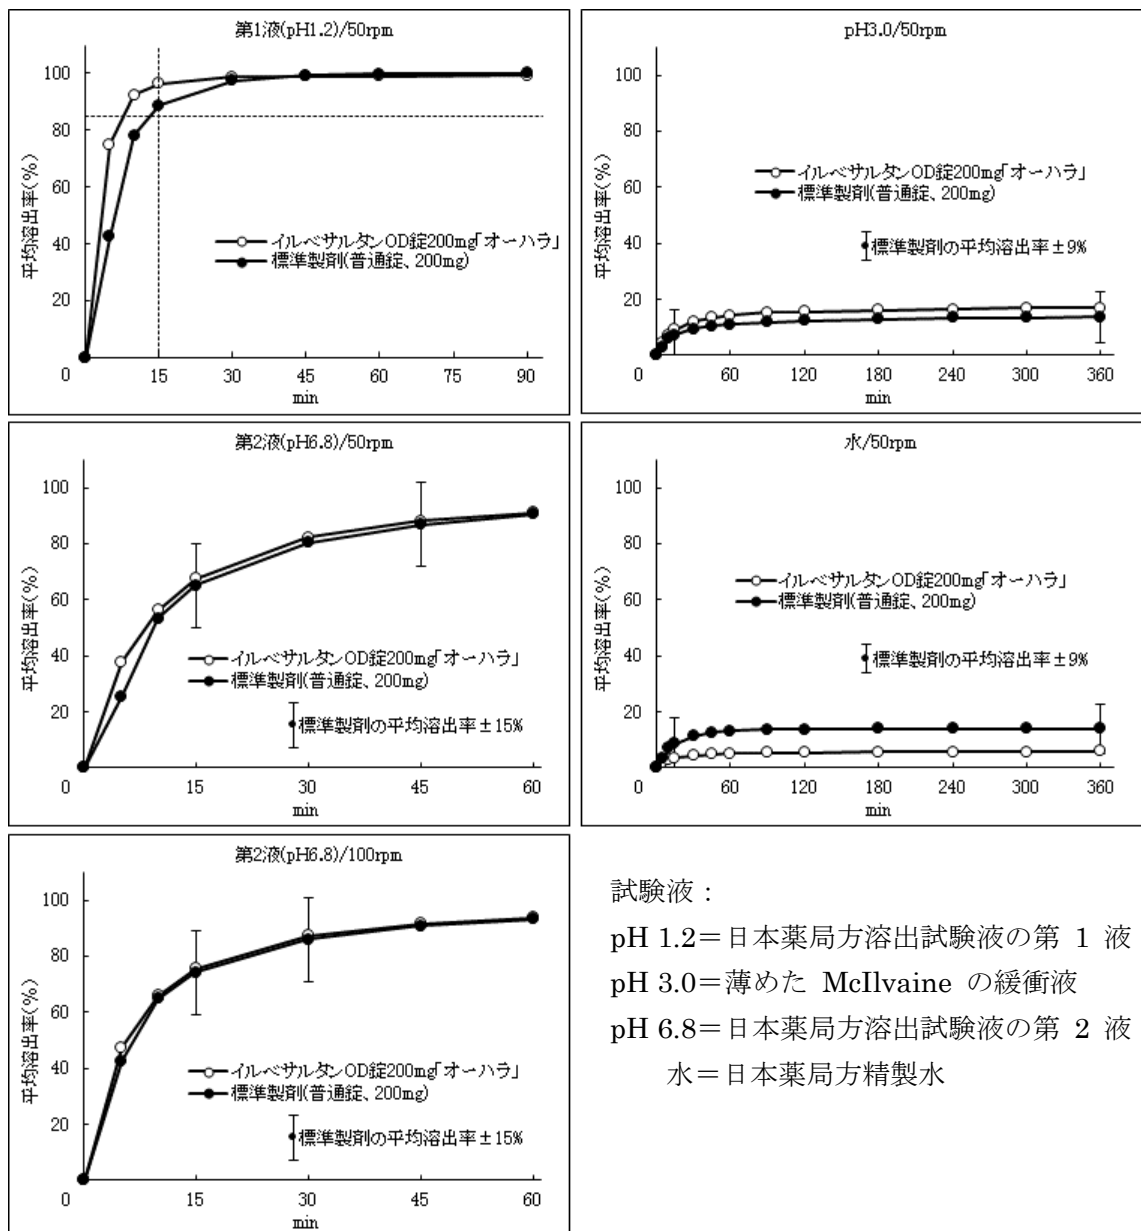 第1液(pH1.2)/50rpm
平均溶出率(%)
100
80
60
40
20
0
15
30
45
60
75
90
min
イルベサルタンOD錠200mg「オーハラ」
標準製剤(普通錠、200mg)
pH3.0/50rpm
平均溶出率(%)
100
80
60
40
20
0
60
120
180
240
300
360
min
イルベサルタンOD錠200mg「オーハラ」
標準製剤(普通錠、200mg)
標準製剤の平均溶出率±9%
第2液(pH6.8)/50rpm
平均溶出率(%)
100
80
60
40
20
0
15
30
45
60
min
イルベサルタンOD錠200mg「オーハラ」
標準製剤(普通錠、200mg)
標準製剤の平均溶出率±15%
水/50rpm
平均溶出率(%)
100
80
60
40
20
0
60
120
180
240
300
360
min
イルベサルタンOD錠200mg「オーハラ」
標準製剤(普通錠、200mg)
標準製剤の平均溶出率±9%
第2液(pH6.8)/100rpm
平均溶出率(%)
100
80
60
40
20
0
15
30
45
60
min
イルベサルタンOD錠200mg「オーハラ」
標準製剤(普通錠、200mg)
標準製剤の平均溶出率±15%
試験液：
pH 1.2＝日本薬局方溶出試験液の第 1 液
pH 3.0＝薄めた McIlvaine の緩衝液
pH 6.8＝日本薬局方溶出試験液の第 2 液
水＝日本薬局方精製水